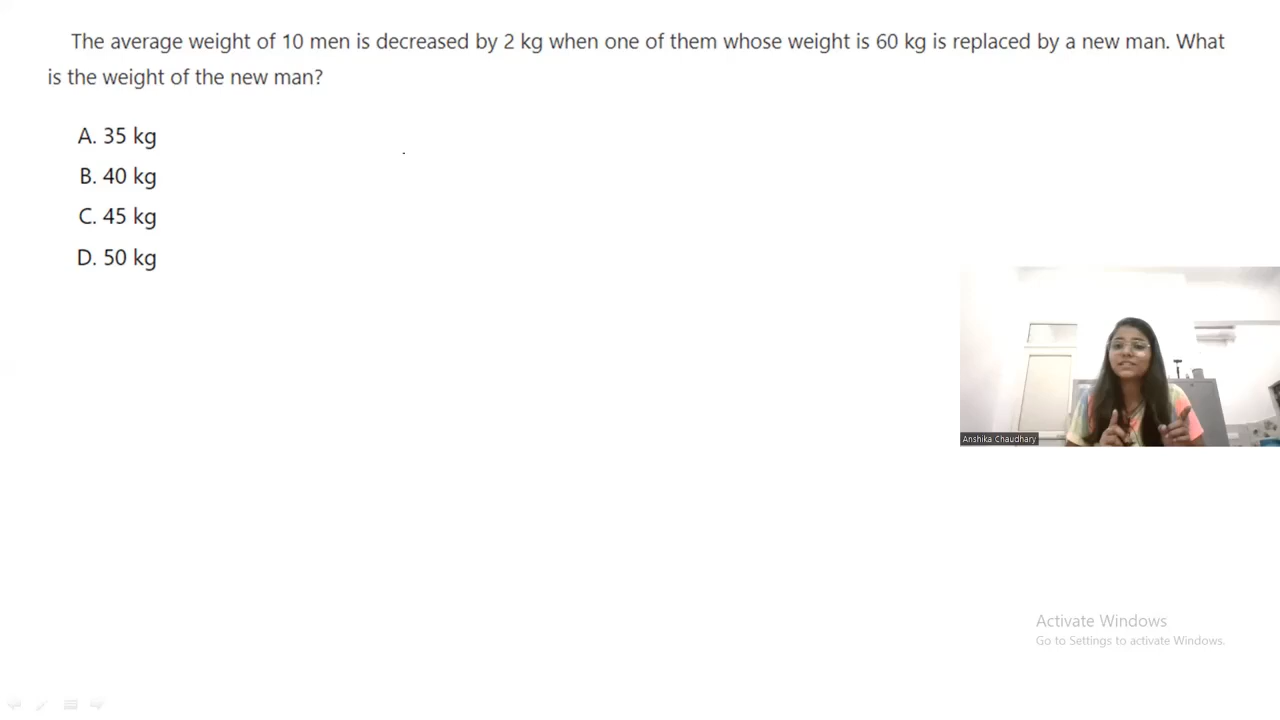 The average weight of 10 men is decreased by 2 kg when one of them whose weight is 60 kg is replaced by a new man. What
is the weight of the new man?
A. 35 kg
B. 40 kg
C. 45 kg
D. 50 kg
Anshika Chaudhary
Activate Windows
Go to Settings to activate Windows.